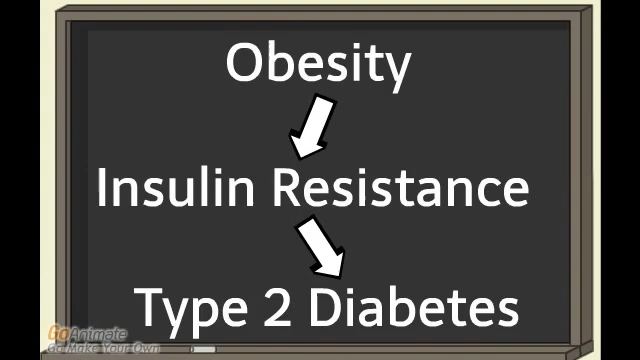 Obesity
Insulin Resistance
Type 2 Diabetes
GoAnimate
Go Make Your Own